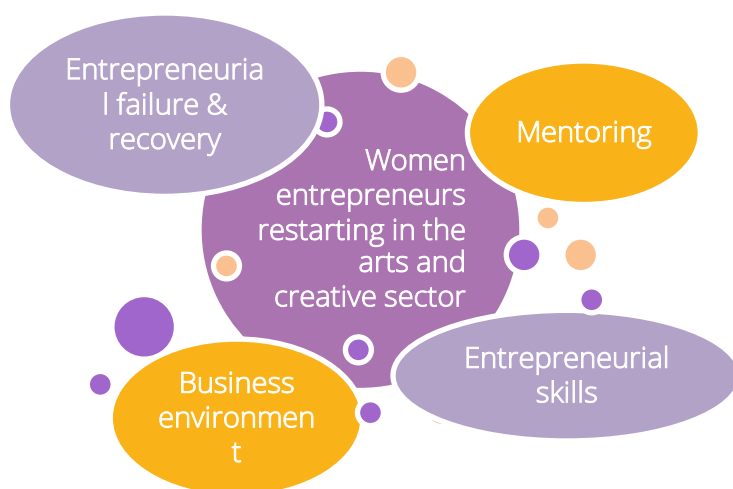 Entrepreneuria
l failure &
recovery
Mentoring
Women
entrepreneurs
restarting in the
arts and
creative sector
Entrepreneurial
skills
Business
environmen
t